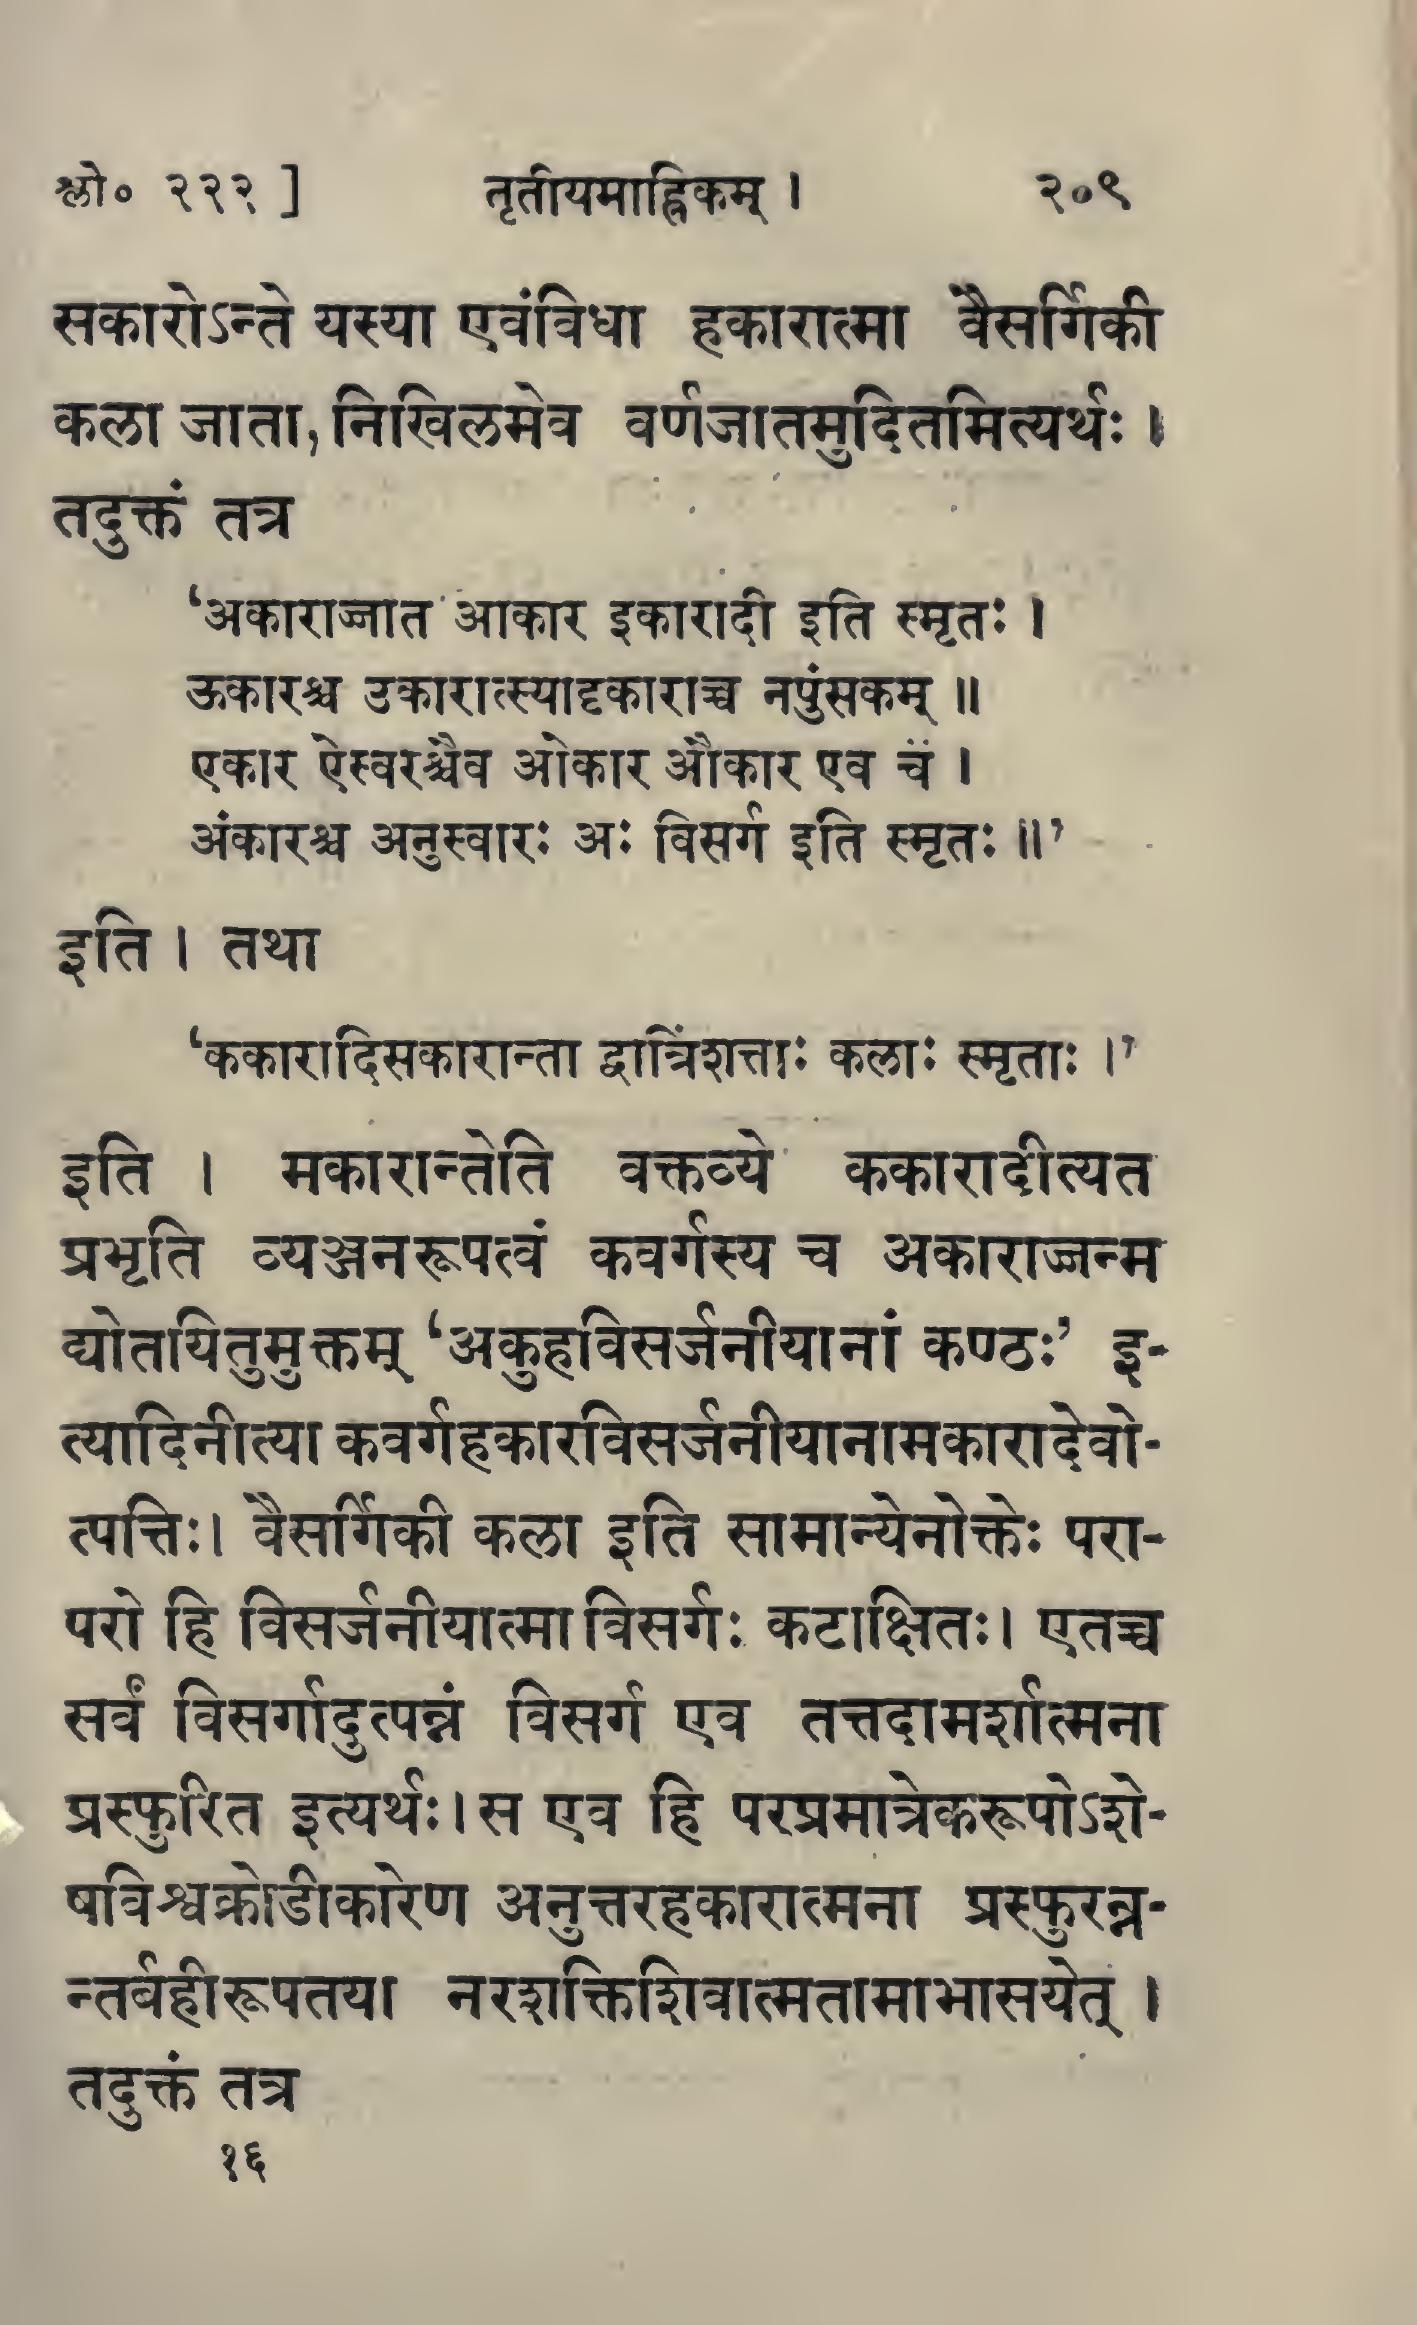 श्लो० २२२ ] तृतीयमाह्निकम् । २०९
सकारोऽन्ते यस्या एवंविधा हकारात्मा वैसर्गिकी
कला जाता, निखिलमेव वर्णजातमुदितमित्यर्थः ।
तदुक्तं तत्र
‘अकाराज्जात आकार इकारादी इति स्मृतः ।
ऊकारश्च उकारात्स्यादृकाराच्च नपुंसकम् ॥
एकार ऐस्वरश्चैव ओकार औकार एव च ।
अंकारश्च अनुस्वारः अः विसर्ग इति स्मृतः ॥’
इति । तथा
‘ककारादिसकारान्ता द्वात्रिंशत्ताः कलाः स्मृताः ।’
इति । मकारान्तेति वक्तव्ये ककारादीत्यत
प्रभृति व्यञ्जनरूपत्वं कवर्गस्य च अकाराज्जन्म
द्योतयितुमुक्तम् ‘अकुहविसर्जनीयानां कण्ठः’ इ-
त्यादिनीत्या कवर्गहकारविसर्जनीयानामकारादेवो-
त्पत्तिः। वैसर्गिकी कला इति सामान्येनोक्तेः परा-
परो हि विसर्जनीयात्मा विसर्गः कटाक्षितः। एतच्च
सर्वं विसर्गादुत्पन्नं विसर्ग एव तत्तदामर्शात्मना
प्रस्फुरित इत्यर्थः। स एव हि परप्रमात्रेकरूपोऽशे-
षविश्वक्रोडीकारेण अनुत्तरहकारात्मना प्रस्फुरन्न-
न्तर्बहीरूपतया नरशक्तिशिवात्मतामाभासयेत् ।
तदुक्तं तत्र
१६